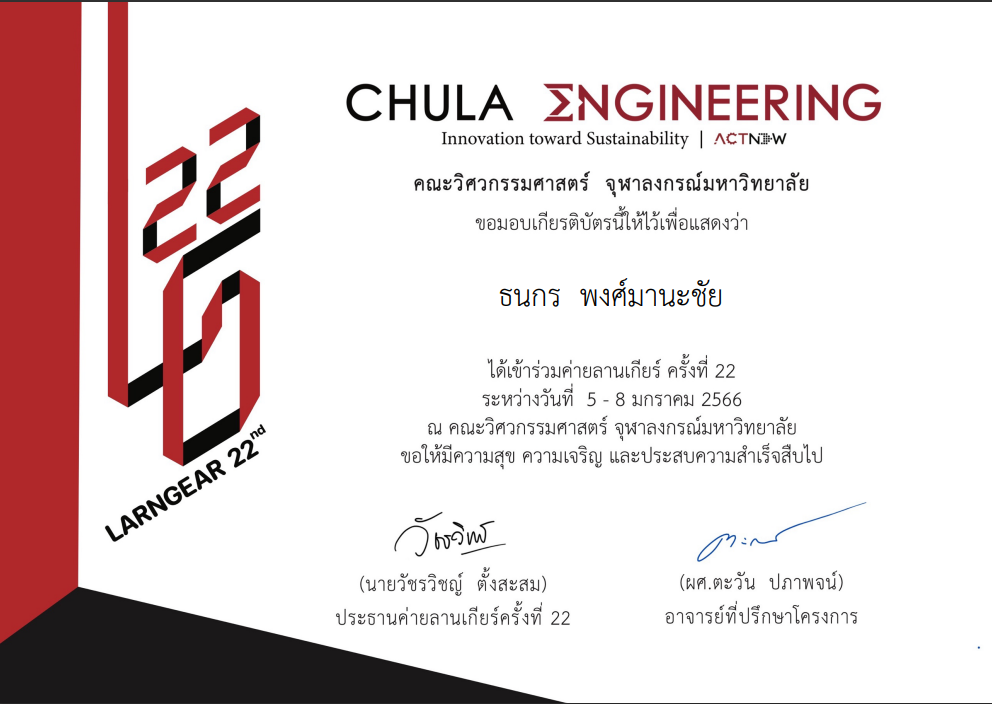 CHULA ΣNGINEERING
Innovation toward Sustainability | ACTNOW
คณะวิศวกรรมศาสตร์ จุฬาลงกรณ์มหาวิทยาลัย
ขอมอบเกียรติบัตรนี้ให้ไว้เพื่อแสดงว่า
ธนกร พงศ์มานะชัย
ได้เข้าร่วมค่ายลานเกียร์ ครั้งที่ 22
ระหว่างวันที่ 5 - 8 มกราคม 2566
ณ คณะวิศวกรรมศาสตร์ จุฬาลงกรณ์มหาวิทยาลัย
ขอให้มีความสุข ความเจริญ และประสบความสำเร็จสืบไป
22
LARNGEAR 22nd
(นายวัชรวิชญ์ ตั้งสะสม)
ประธานค่ายลานเกียร์ครั้งที่ 22
(ผศ.ตะวัน ปภาพจน์)
อาจารย์ที่ปรึกษาโครงการ